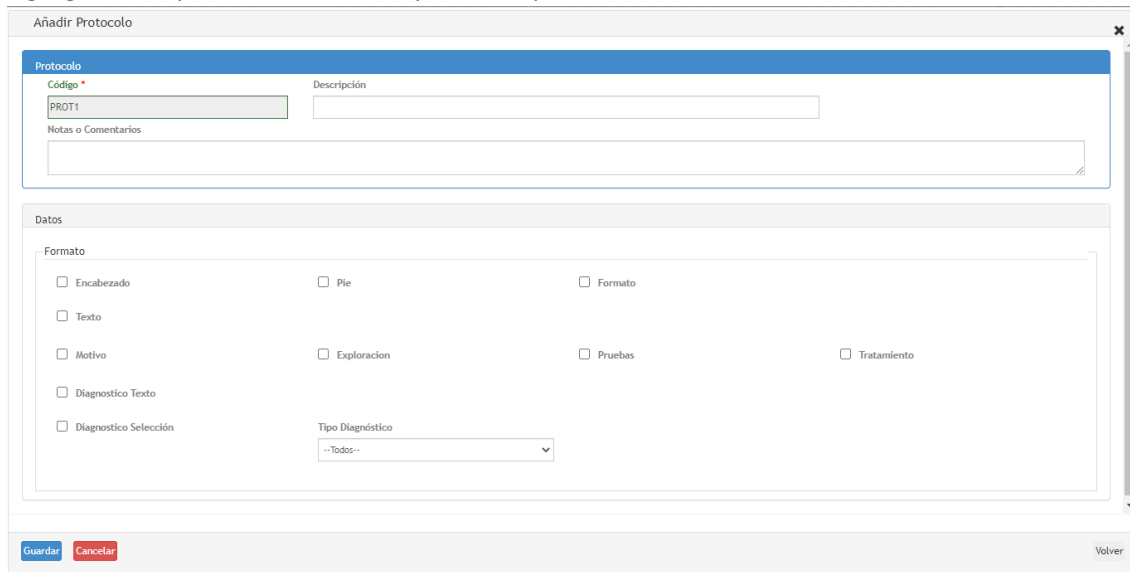 Añadir Protocolo
Protocolo
Código * Descripción
PROT1
Notas o Comentarios
Datos
Formato
Encabezado Pie Formato
Texto
Motivo Exploracion Pruebas Tratamiento
Diagnostico Texto
Diagnostico Selección Tipo Diagnóstico
--Todos--
Guardar Cancelar Volver